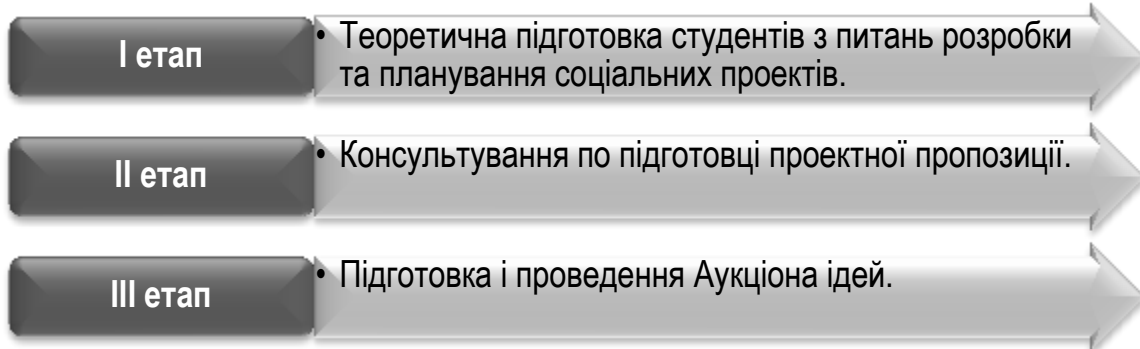 І етап
• Теоретична підготовка студентів з питань розробки
та планування соціальних проектів.
ІІ етап
• Консультування по підготовці проектної пропозиції.
ІІІ етап
• Підготовка і проведення Аукціона ідей.